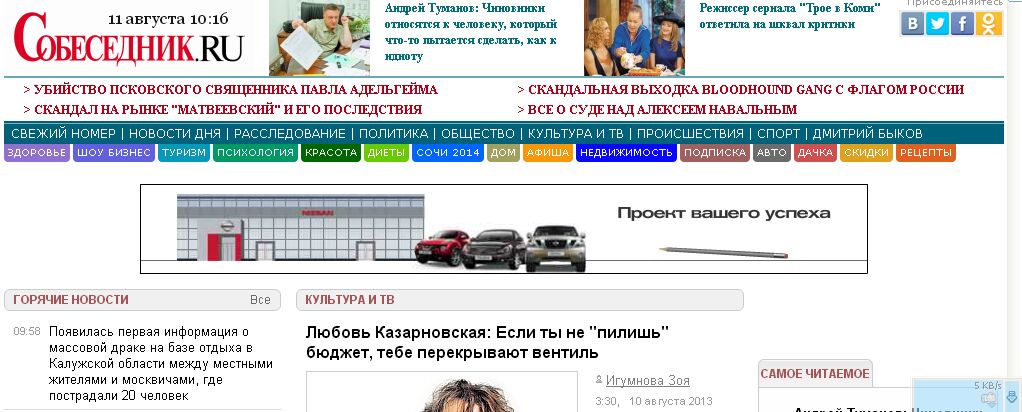 Присоединяйтесь
11 августа 10:16
СОБЕСЕДНИК.RU
Андрей Туманов: Чиновники
относятся к человеку, который
что-то пытается сделать, как к
идиоту
Режиссер сериала "Трое в Коми"
ответила на шквал критики
> УБИЙСТВО ПСКОВСКОГО СВЯЩЕННИКА ПАВЛА АДЕЛЬГЕЙМА
> СКАНДАЛЬНАЯ ВЫХОДКА BLOODHOUND GANG С ФЛАГОМ РОССИИ
> СКАНДАЛ НА РЫНКЕ "МАТВЕЕВСКИЙ" И ЕГО ПОСЛЕДСТВИЯ
> ВСЕ О СУДЕ НАД АЛЕКСЕЕМ НАВАЛЬНЫМ
СВЕЖИЙ НОМЕР | НОВОСТИ ДНЯ | РАССЛЕДОВАНИЕ | ПОЛИТИКА | ОБЩЕСТВО | КУЛЬТУРА И ТВ | ПРОИСШЕСТВИЯ | СПОРТ | ДМИТРИЙ БЫКОВ
ЗДОРОВЬЕ ШОУ БИЗНЕС ТУРИЗМ ПСИХОЛОГИЯ КРАСОТА ДИЕТЫ СОЧИ 2014 ДОМ АФИША НЕДВИЖИМОСТЬ ПОДПИСКА АВТО ДАЧКА СКИДКИ РЕЦЕПТЫ
NISSAN
Проект вашего успеха
ГОРЯЧИЕ НОВОСТИ Все
09:58 Появилась первая информация о
массовой драке на базе отдыха в
Калужской области между местными
жителями и москвичами, где
пострадали 20 человек
КУЛЬТУРА И ТВ
Любовь Казарновская: Если ты не "пилишь"
бюджет, тебе перекрывают вентиль
Игумнова Зоя
3:30, 10 августа 2013
САМОЕ ЧИТАЕМОЕ
5 KB/s
Андрей Туманов: Чиновники